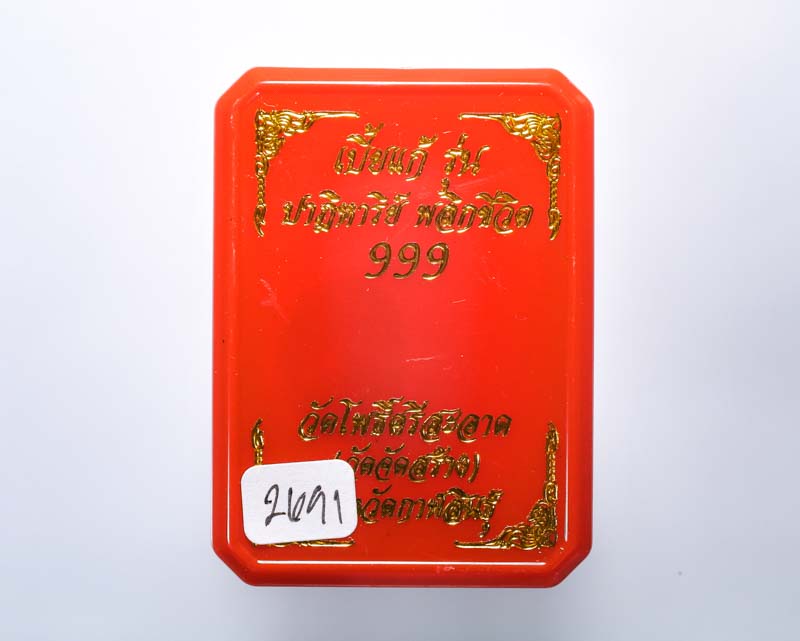 เบี้ยแก้ รุ่น
ปาฏิหาริย์ พลิกชีวิต
999
วัดโพธิ์ศรีสะอาด
(วัดจัดสร้าง)
วัดกาฬสินธุ์
2691